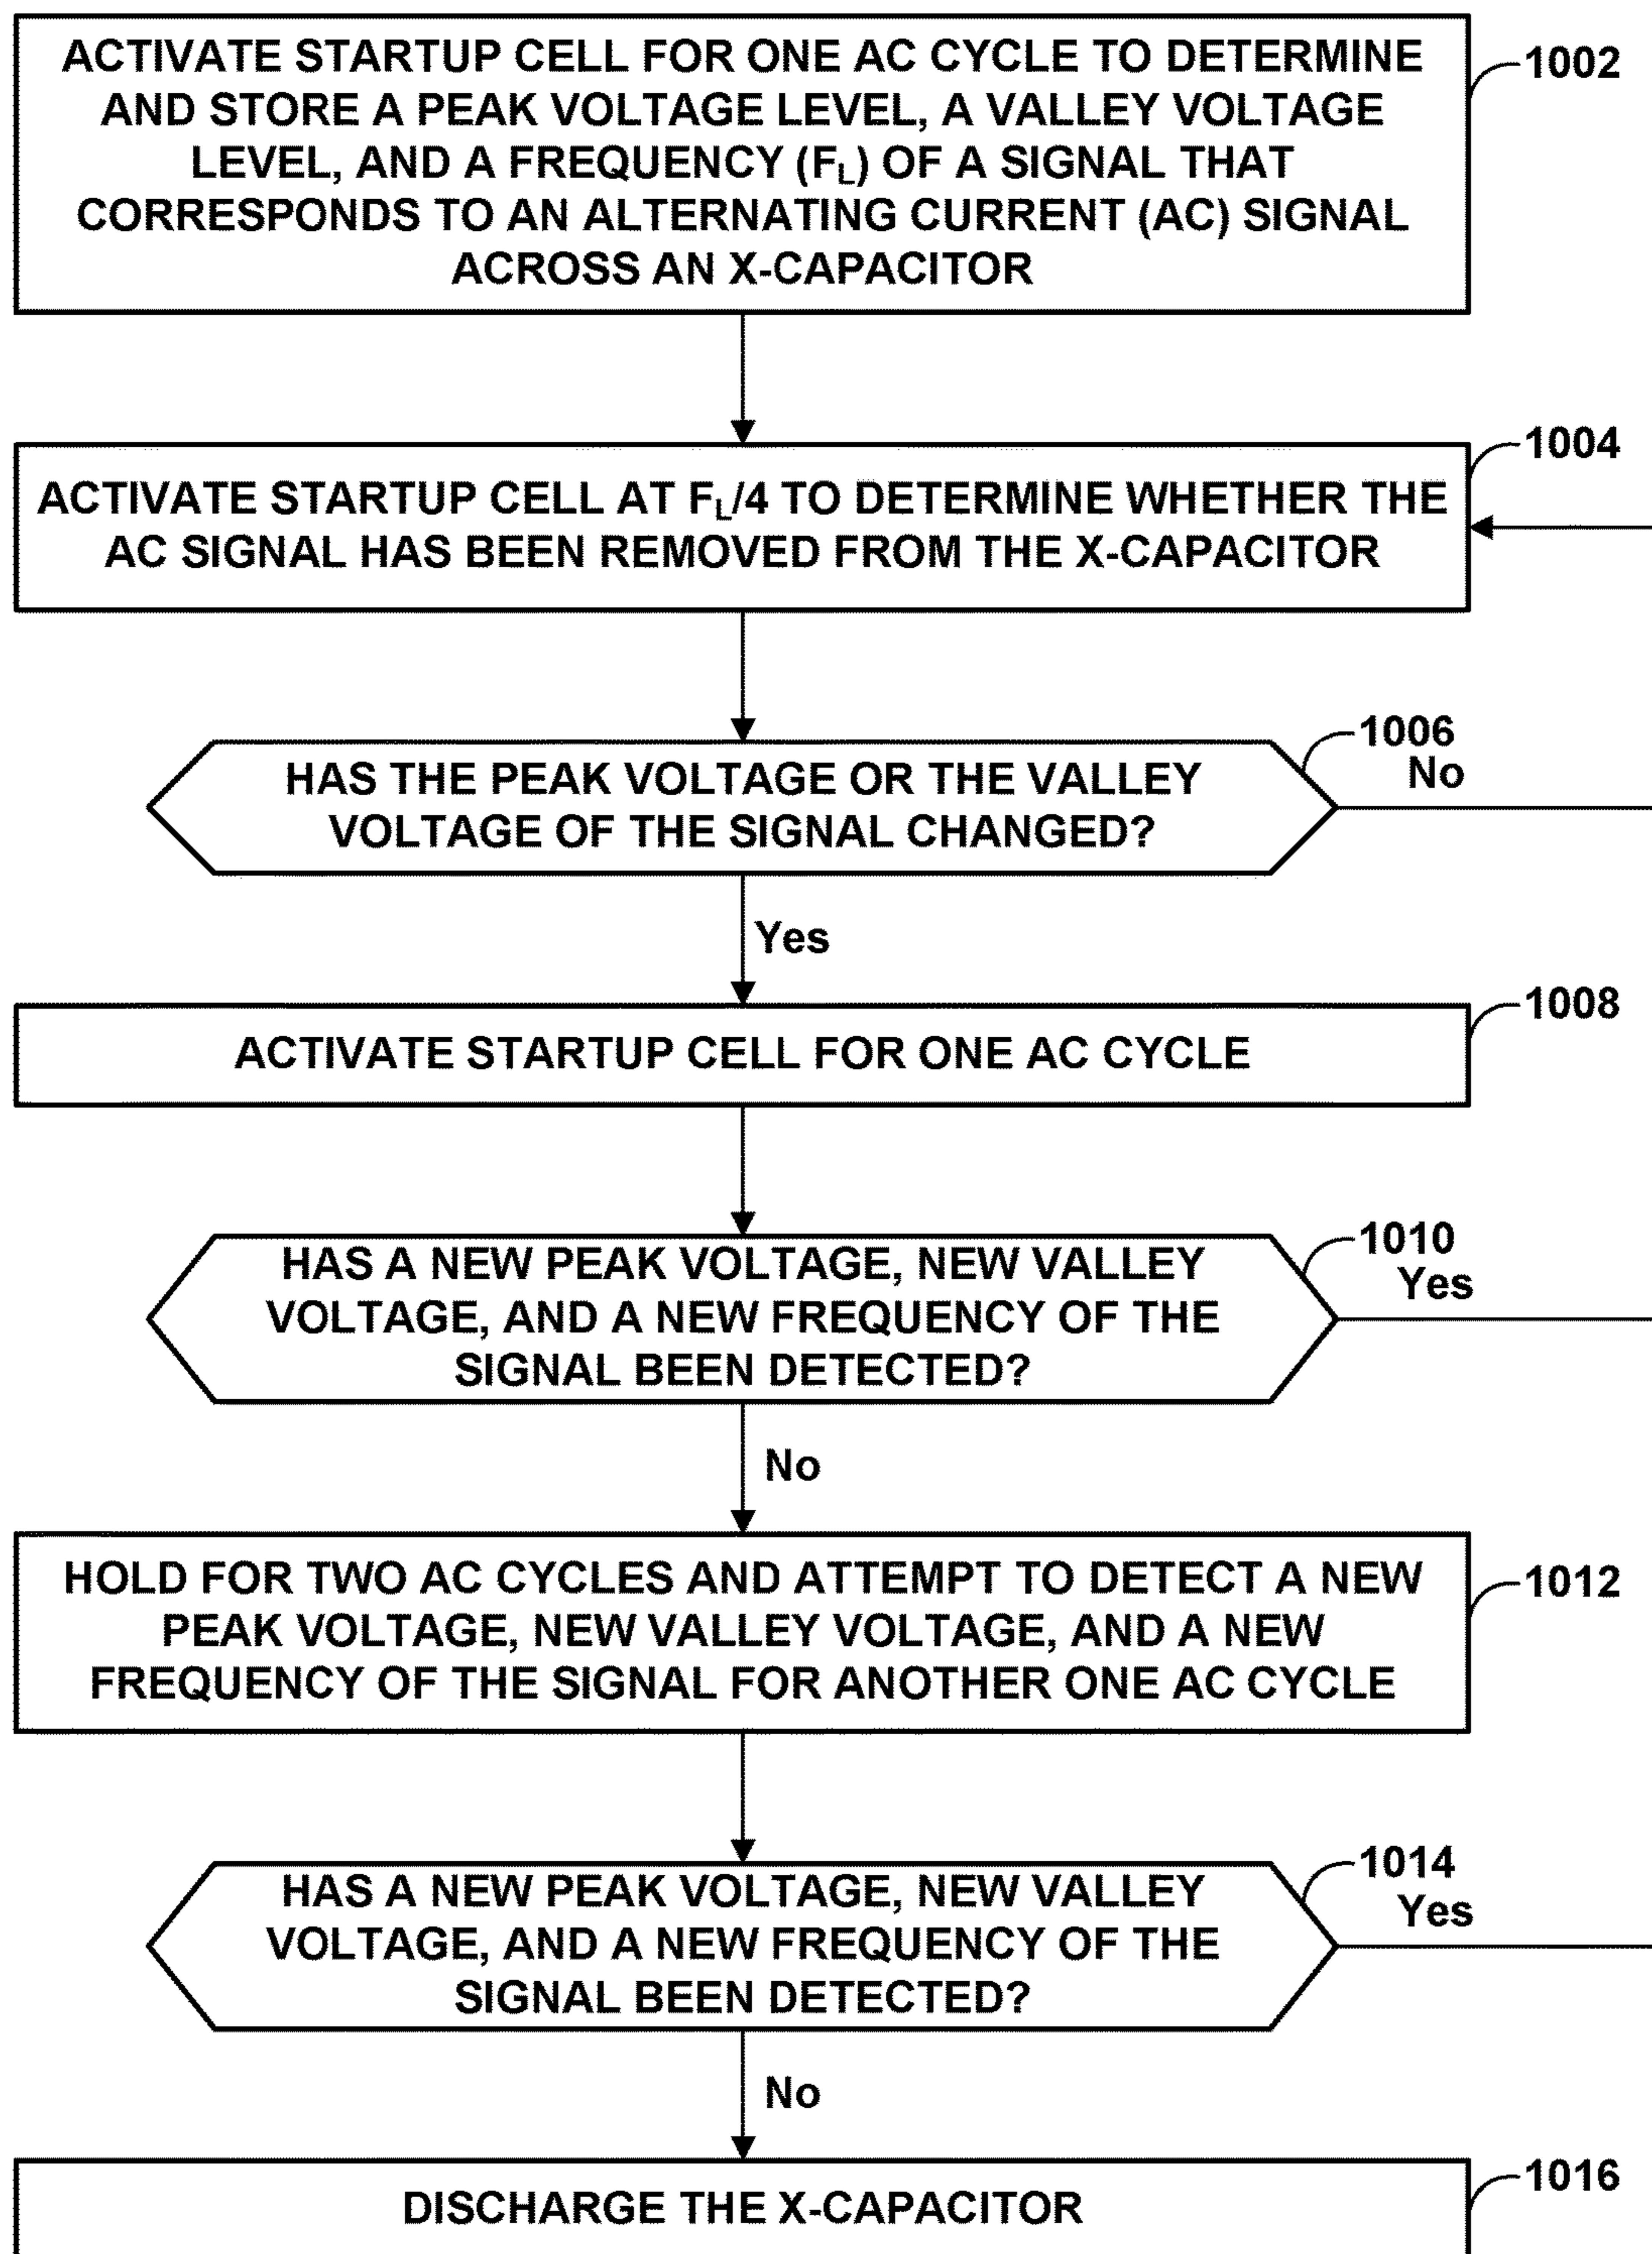 ACTIVATE STARTUP CELL FOR ONE AC CYCLE TO DETERMINE
AND STORE A PEAK VOLTAGE LEVEL, A VALLEY VOLTAGE
LEVEL, AND A FREQUENCY (FL) OF A SIGNAL THAT
CORRESPONDS TO AN ALTERNATING CURRENT (AC) SIGNAL
ACROSS AN X-CAPACITOR
1002
ACTIVATE STARTUP CELL AT FL/4 TO DETERMINE WHETHER THE
AC SIGNAL HAS BEEN REMOVED FROM THE X-CAPACITOR
1004
HAS THE PEAK VOLTAGE OR THE VALLEY
VOLTAGE OF THE SIGNAL CHANGED?
1006
No
Yes
ACTIVATE STARTUP CELL FOR ONE AC CYCLE
1008
HAS A NEW PEAK VOLTAGE, NEW VALLEY
VOLTAGE, AND A NEW FREQUENCY OF THE
SIGNAL BEEN DETECTED?
1010
Yes
No
HOLD FOR TWO AC CYCLES AND ATTEMPT TO DETECT A NEW
PEAK VOLTAGE, NEW VALLEY VOLTAGE, AND A NEW
FREQUENCY OF THE SIGNAL FOR ANOTHER ONE AC CYCLE
1012
HAS A NEW PEAK VOLTAGE, NEW VALLEY
VOLTAGE, AND A NEW FREQUENCY OF THE
SIGNAL BEEN DETECTED?
1014
Yes
No
DISCHARGE THE X-CAPACITOR
1016